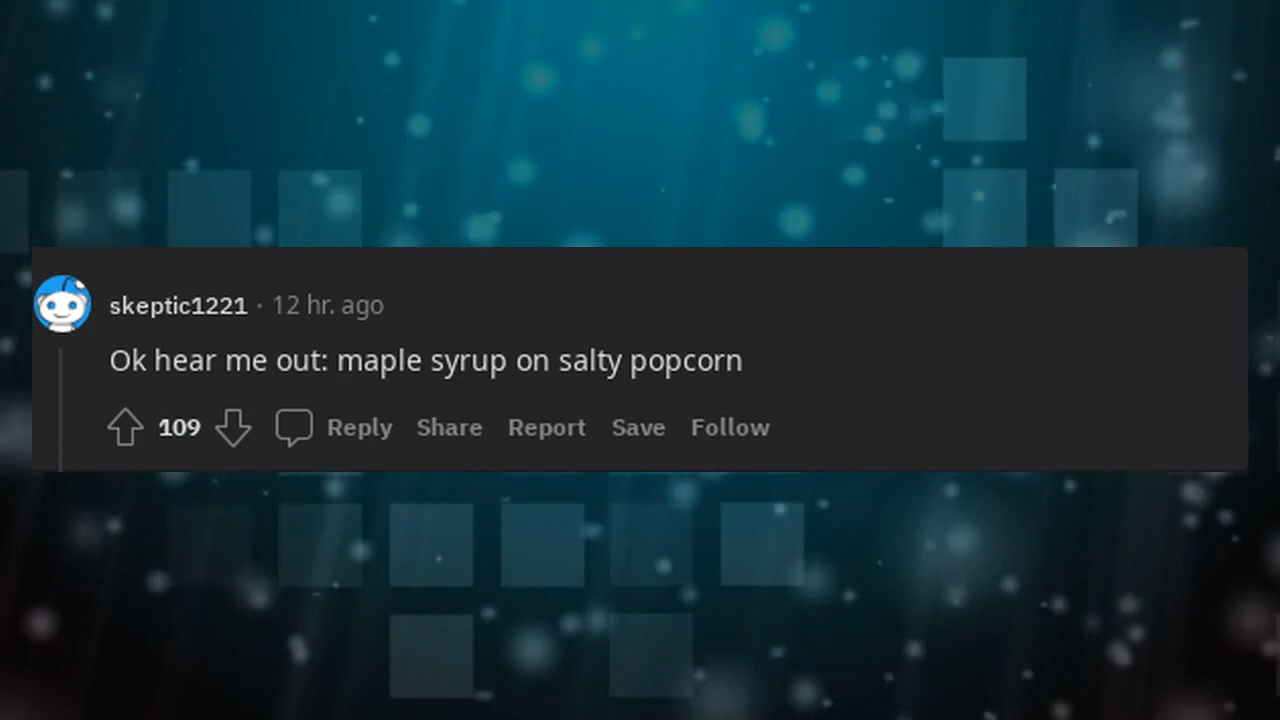 skeptic1221 · 12 hr. ago
Ok hear me out: maple syrup on salty popcorn
109 Reply Share Report Save Follow